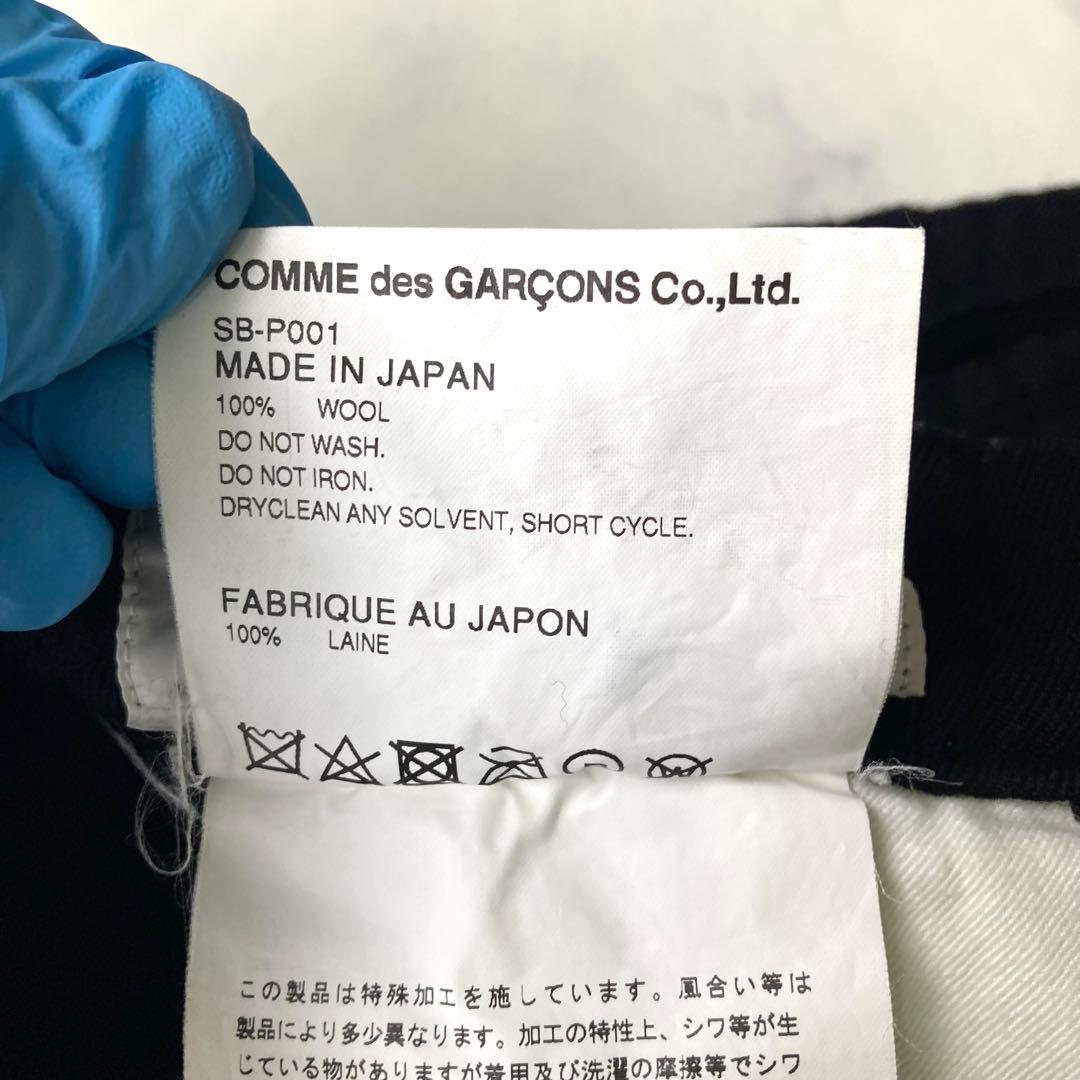 COMME des GARÇONS Co.,Ltd.
SB-P001
MADE IN JAPAN
100% WOOL
DO NOT WASH.
DO NOT IRON.
DRYCLEAN ANY SOLVENT, SHORT CYCLE.
FABRIQUE AU JAPON
100% LAINE
この製品は特殊加工を施しています。風合い等は
製品により多少異なります。加工の特性上、シワ等が生
じている物がありますが着用及び洗濯の摩擦等でシワ